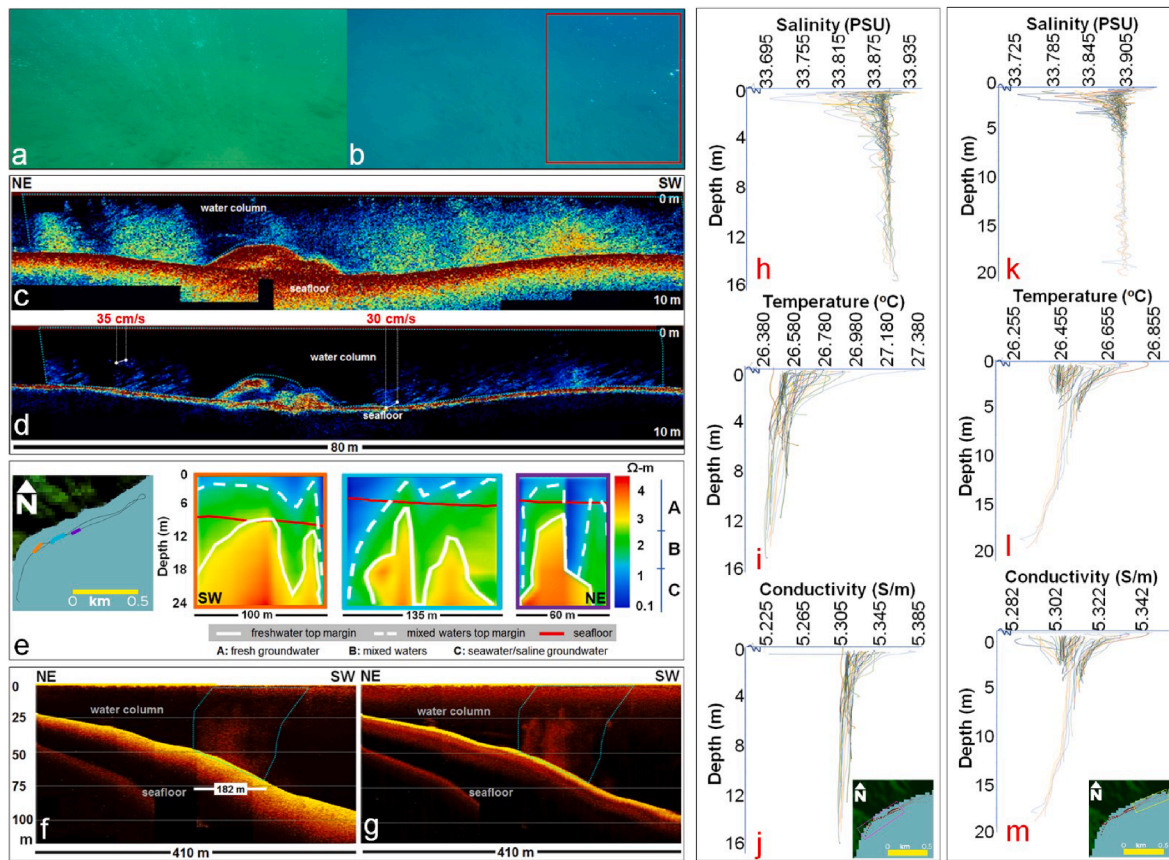 a
b
NE
SW
0 m
water column
seafloor
c
10 m
35 cm/s
30 cm/s
0 m
water column
seafloor
d
10 m
80 m
N
0 km 0.5
e
Depth (m)
0
6
12
18
24
SW
NE
100 m
135 m
60 m
Ω-m
4
3
2
0.1
A
B
C
freshwater top margin
mixed waters top margin
seafloor
A: fresh groundwater
B: mixed waters
C: seawater/saline groundwater
NE
SW
0
25
50
75
100
m
water column
seafloor
182 m
f
410 m
NE
SW
water column
seafloor
g
410 m
Salinity (PSU)
33.695
33.755
33.815
33.875
33.935
0
4
8
12
16
Depth (m)
h
Temperature (ºC)
26.380
26.580
26.780
26.980
27.180
27.380
0
4
8
12
16
Depth (m)
i
Conductivity (S/m)
5.225
5.265
5.305
5.345
5.385
0
4
8
12
16
Depth (m)
j
N
0 km 0.5
Salinity (PSU)
33.725
33.785
33.845
33.905
0
5
10
15
20
Depth (m)
k
Temperature (ºC)
26.255
26.455
26.655
26.855
0
5
10
15
20
Depth (m)
l
Conductivity (S/m)
5.282
5.302
5.322
5.342
0
5
10
15
20
Depth (m)
m
N
0 km 0.5